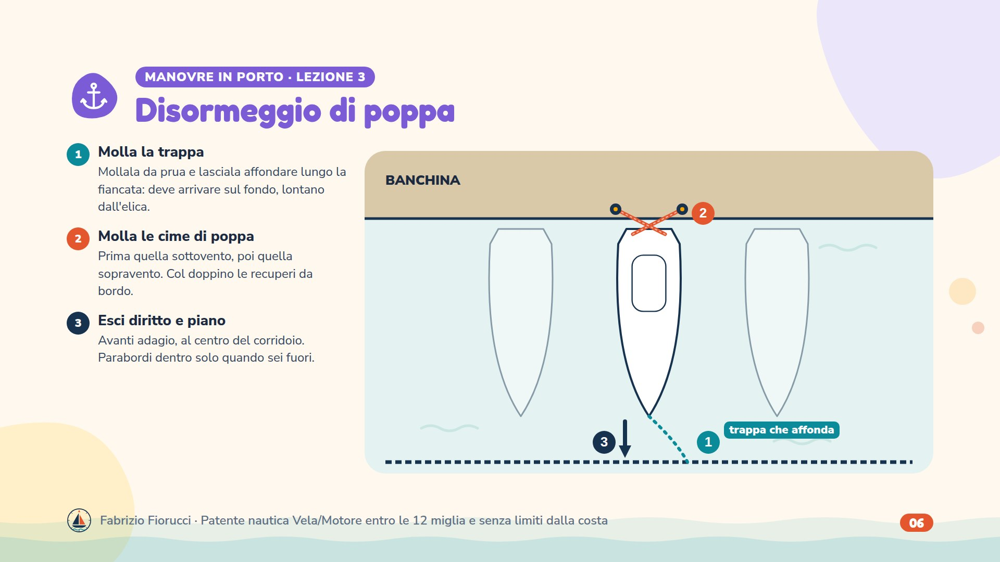 MANOVRE IN PORTO · LEZIONE 3
Disormeggio di poppa
1
Molla la trappa
Mollala da prua e lasciala affondare lungo la
fiancata: deve arrivare sul fondo, lontano
dall'elica.
2
Molla le cime di poppa
Prima quella sottovento, poi quella
sopravento. Col doppino le recuperi da
bordo.
3
Esci diritto e piano
Avanti adagio, al centro del corridoio.
Parabordi dentro solo quando sei fuori.
BANCHINA
2
3
1
trappa che affonda
Fabrizio Fiorucci · Patente nautica Vela/Motore entro le 12 miglia e senza limiti dalla costa
06